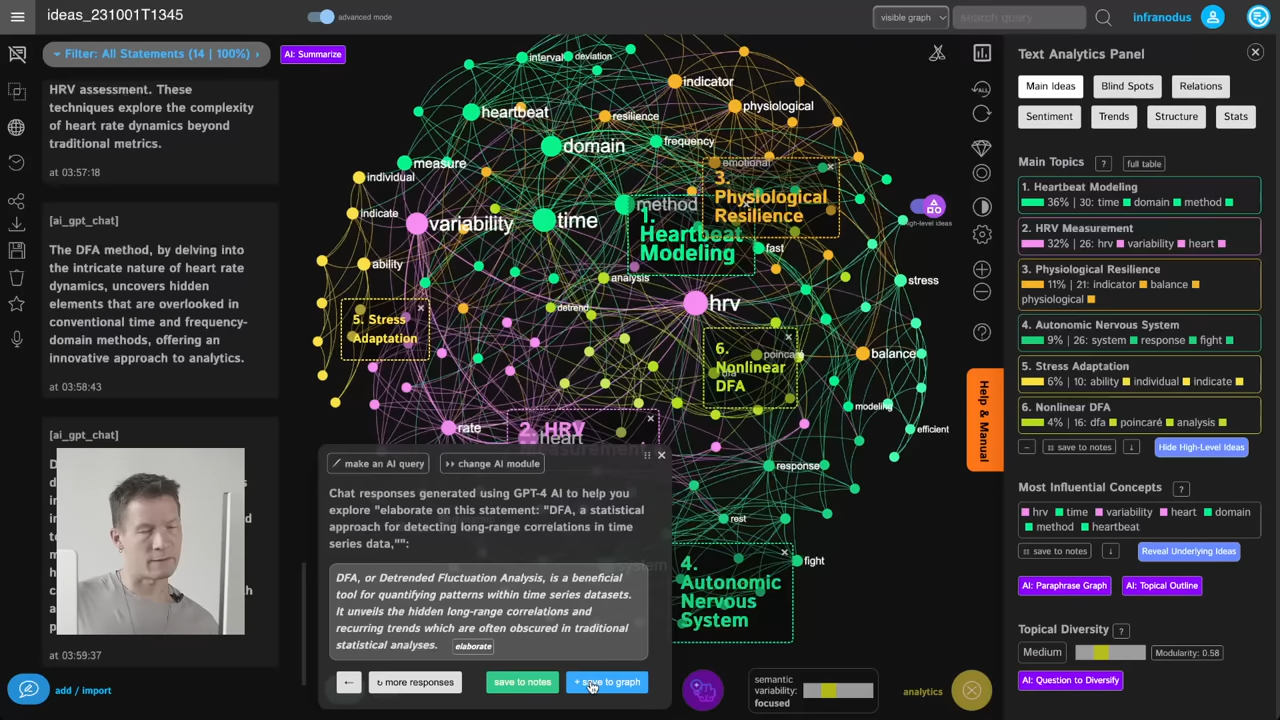 ideas_231001T1345
advanced mode
visible graph
search query
infranodus
Filter: All Statements (14 | 100%)
AI: Summarize
HRV assessment. These
techniques explore the complexity
of heart rate dynamics beyond
traditional metrics.
at 03:57:18
[ai_gpt_chat]
The DFA method, by delving into
the intricate nature of heart rate
dynamics, uncovers hidden
elements that are overlooked in
conventional time and frequency-
domain methods, offering an
innovative approach to analytics.
at 03:58:43
[ai_gpt_chat]
at 03:59:37
add / import
interval
deviation
indicator
heartbeat
physiological
resilience
domain
frequency
measure
emotional
individual
3.
Physiological
Resilience
indicate
variability
time
method
1.
Heartbeat
Modeling
high-level ideas
fast
ability
analysis
stress
hrv
detrend
5. Stress
Adaptation
6.
Nonlinear
DFA
poincaré
dfa
balance
modeling
rate
2. HRV
Measurement
heart
efficient
response
rest
system
fight
4.
Autonomic
Nervous
System
make an AI query
change AI module
Chat responses generated using GPT-4 AI to help you
explore "elaborate on this statement: "DFA, a statistical
approach for detecting long-range correlations in time
series data,"":
DFA, or Detrended Fluctuation Analysis, is a beneficial
tool for quantifying patterns within time series datasets.
It unveils the hidden long-range correlations and
recurring trends which are often obscured in traditional
statistical analyses. elaborate
← ↻ more responses save to notes + save to graph
semantic
variability:
focused
analytics
Help & Manual
Text Analytics Panel
Main Ideas Blind Spots Relations
Sentiment Trends Structure Stats
Main Topics ? full table
1. Heartbeat Modeling
36% | 30: time domain method
2. HRV Measurement
32% | 26: hrv variability heart
3. Physiological Resilience
11% | 21: indicator balance
physiological
4. Autonomic Nervous System
9% | 26: system response fight
5. Stress Adaptation
6% | 10: ability individual indicate
6. Nonlinear DFA
4% | 16: dfa poincaré analysis
– save to notes ↓ Hide High-Level Ideas
Most Influential Concepts ?
hrv time variability heart domain
method heartbeat
save to notes ↓ Reveal Underlying Ideas
AI: Paraphrase Graph AI: Topical Outline
Topical Diversity ?
Medium Modularity: 0.58
AI: Question to Diversify